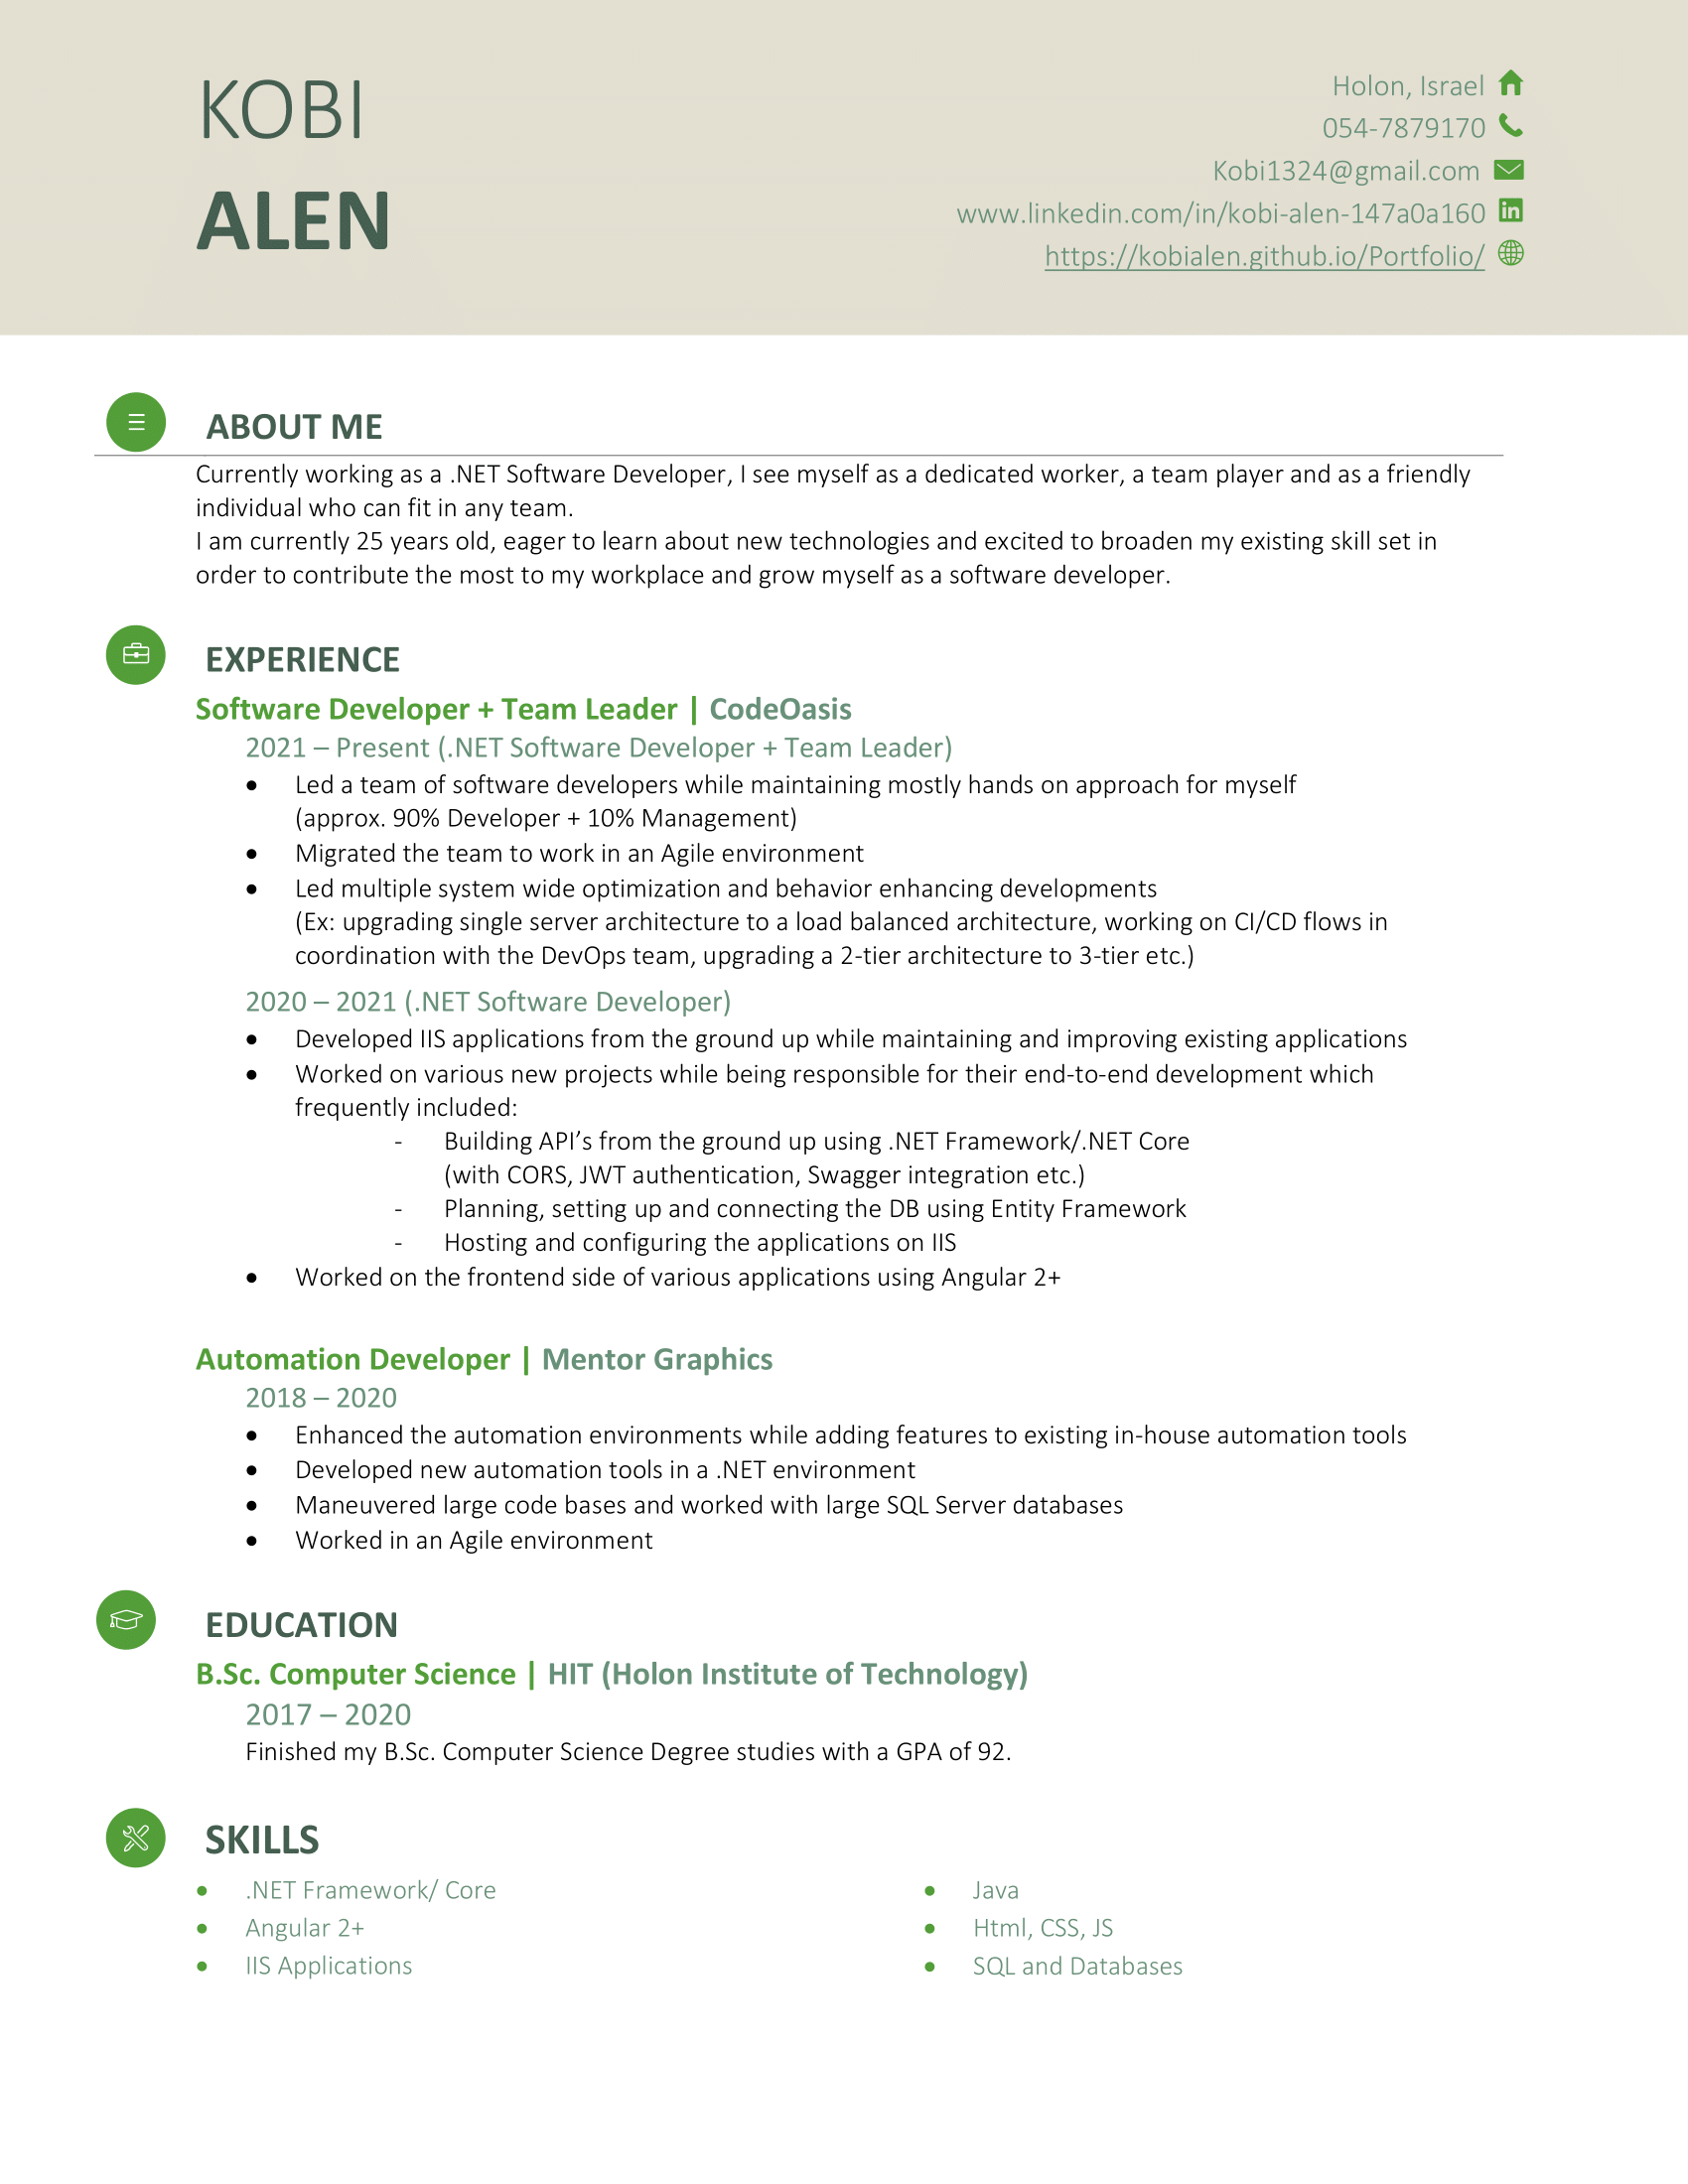 KOBI
ALEN
Holon, Israel
054-7879170
Kobi1324@gmail.com
www.linkedin.com/in/kobi-alen-147a0a160
https://kobialen.github.io/Portfolio/
ABOUT ME
Currently working as a .NET Software Developer, I see myself as a dedicated worker, a team player and as a friendly
individual who can fit in any team.
I am currently 25 years old, eager to learn about new technologies and excited to broaden my existing skill set in
order to contribute the most to my workplace and grow myself as a software developer.
EXPERIENCE
Software Developer + Team Leader | CodeOasis
2021 – Present (.NET Software Developer + Team Leader)
• Led a team of software developers while maintaining mostly hands on approach for myself
(approx. 90% Developer + 10% Management)
• Migrated the team to work in an Agile environment
• Led multiple system wide optimization and behavior enhancing developments
(Ex: upgrading single server architecture to a load balanced architecture, working on CI/CD flows in
coordination with the DevOps team, upgrading a 2-tier architecture to 3-tier etc.)
2020 – 2021 (.NET Software Developer)
• Developed IIS applications from the ground up while maintaining and improving existing applications
• Worked on various new projects while being responsible for their end-to-end development which
frequently included:
- Building API’s from the ground up using .NET Framework/.NET Core
(with CORS, JWT authentication, Swagger integration etc.)
- Planning, setting up and connecting the DB using Entity Framework
- Hosting and configuring the applications on IIS
• Worked on the frontend side of various applications using Angular 2+
Automation Developer | Mentor Graphics
2018 – 2020
• Enhanced the automation environments while adding features to existing in-house automation tools
• Developed new automation tools in a .NET environment
• Maneuvered large code bases and worked with large SQL Server databases
• Worked in an Agile environment
EDUCATION
B.Sc. Computer Science | HIT (Holon Institute of Technology)
2017 – 2020
Finished my B.Sc. Computer Science Degree studies with a GPA of 92.
SKILLS
• .NET Framework/ Core
• Angular 2+
• IIS Applications
• Java
• Html, CSS, JS
• SQL and Databases